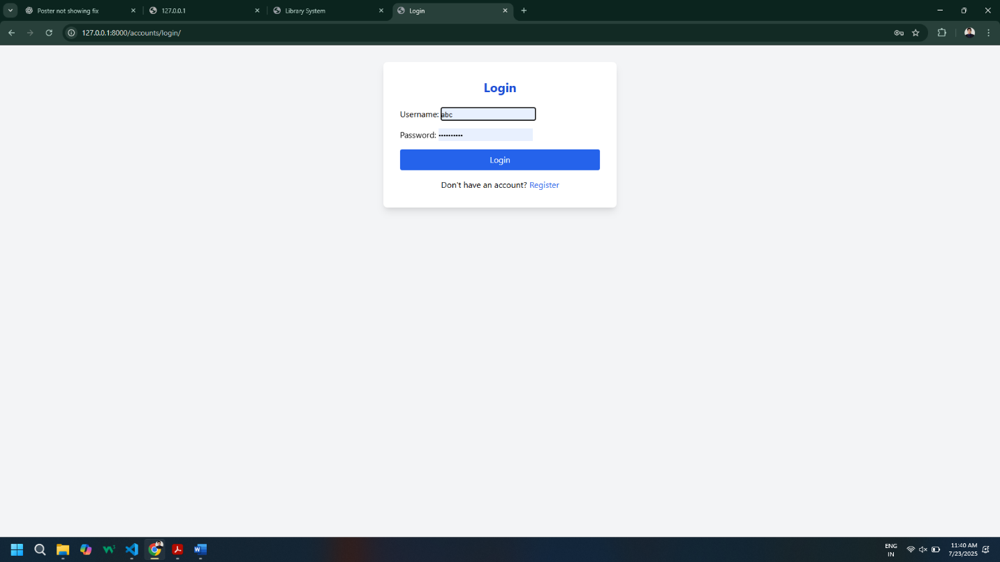 Poster not showing fix
127.0.0.1
Library System
Login
127.0.0.1:8000/accounts/login/
Login
Username: abc
Password: ••••••••••
Login
Don't have an account? Register
ENG
IN
11:40 AM
7/23/2025